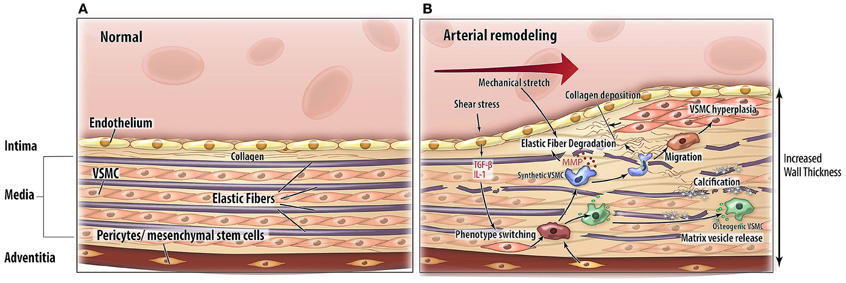 A
Normal
Endothelium
Intima
Collagen
VSMC
Media
Elastic Fibers
Pericytes/ mesenchymal stem cells
Adventitia
B
Arterial remodeling
Mechanical stretch
Collagen deposition
Shear stress
VSMC hyperplasia
Elastic Fiber Degradation
TGF-β
IL-1
MMP
Synthetic VSMC
Migration
Calcification
Increased
Wall Thickness
Osteogenic VSMC
Phenotype switching
Matrix vesicle release